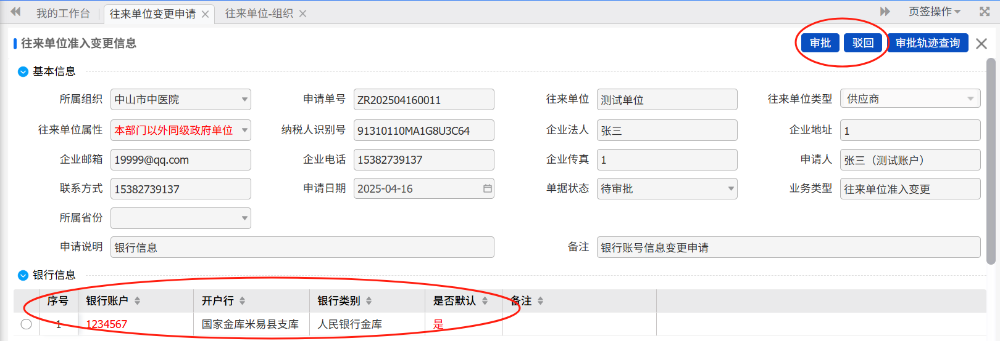 我的工作台 往来单位变更申请 往来单位-组织 页签操作
往来单位准入变更信息 审批 驳回 审批轨迹查询
基本信息
所属组织 中山市中医院 申请单号 ZR202504160011 往来单位 测试单位 往来单位类型 供应商
往来单位属性 本部门以外同级政府单位 纳税人识别号 91310110MA1G8U3C64 企业法人 张三 企业地址 1
企业邮箱 19999@qq.com 企业电话 15382739137 企业传真 1 申请人 张三（测试账户）
联系方式 15382739137 申请日期 2025-04-16 单据状态 待审批 业务类型 往来单位准入变更
所属省份
申请说明 银行信息 备注 银行账号信息变更申请
银行信息
序号 银行账户 开户行 银行类别 是否默认 备注
1 1234567 国家金库米易县支库 人民银行金库 是